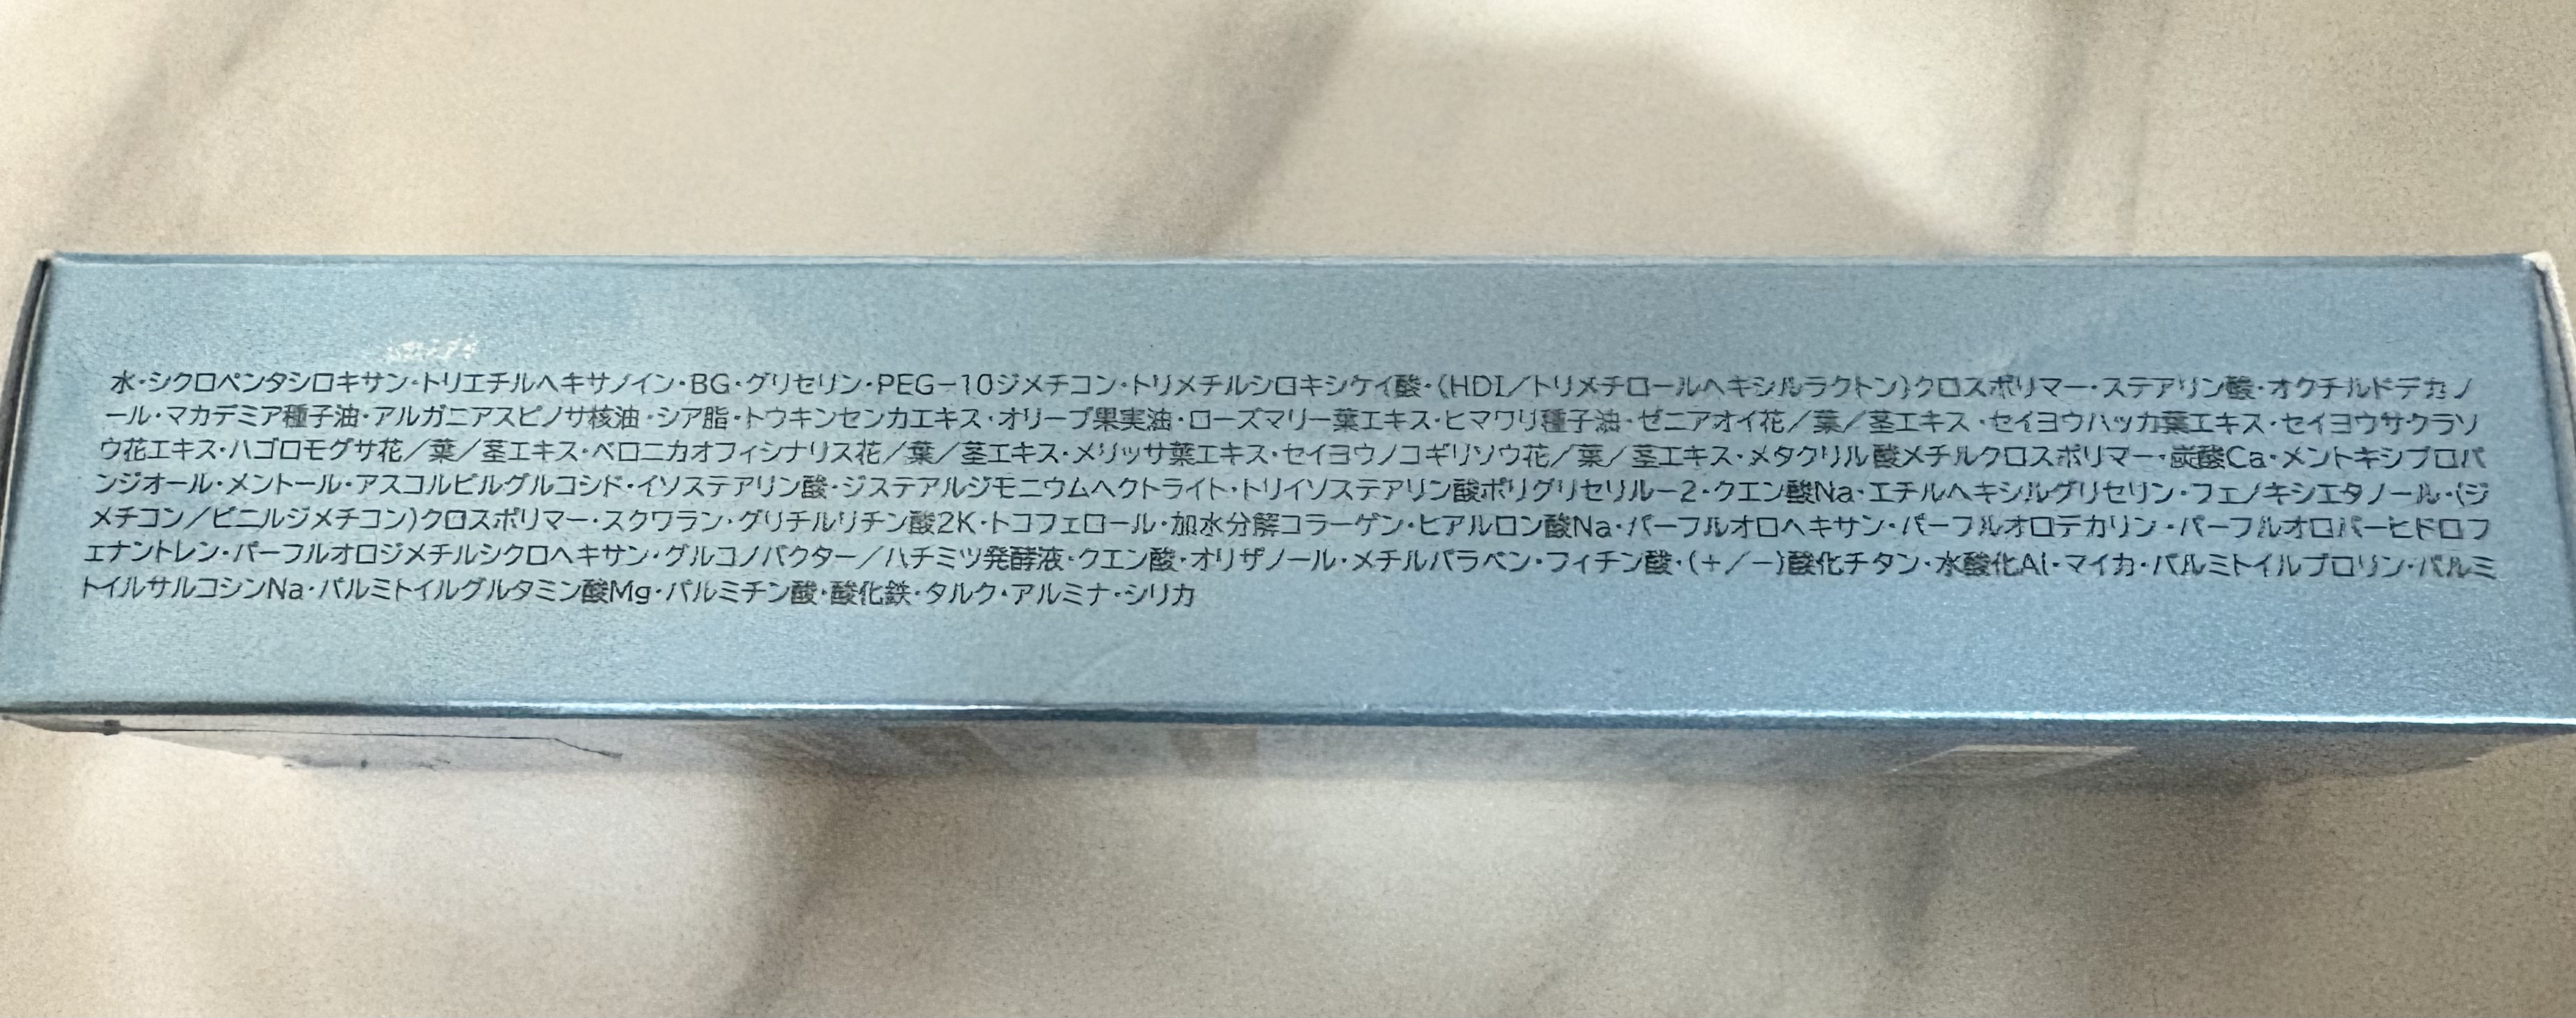 水・シクロペンタシロキサン・トリエチルヘキサノイン・BG・グリセリン・PEG-10ジメチコン・トリメチルシロキシケイ酸・(HDI/トリメチロールヘキシルラクトン)クロスポリマー・ステアリン酸・オクチルドデカノ
ール・マカデミア種子油・アルガニアスピノサ核油・シア脂・トウキンセンカエキス・オリーブ果実油・ローズマリー葉エキス・ヒマワリ種子油・ゼニアオイ花/葉/茎エキス・セイヨウハッカ葉エキス・セイヨウサクラソ
ウ花エキス・ハゴロモグサ花/葉/茎エキス・ベロニカオフィシナリス花/葉/茎エキス・メリッサ葉エキス・セイヨウノコギリソウ花/葉/茎エキス・メタクリル酸メチルクロスポリマー・炭酸Ca・メントキシプロパ
ンジオール・メントール・アスコルビルグルコシド・イソステアリン酸・ジステアルジモニウムヘクトライト・トリイソステアリン酸ポリグリセリル-2・クエン酸Na・エチルヘキシルグリセリン・フェノキシエタノール・(ジ
メチコン/ビニルジメチコン)クロスポリマー・スクワラン・グリチルリチン酸2K・トコフェロール・加水分解コラーゲン・ヒアルロン酸Na・パーフルオロヘキサン・パーフルオロデカリン・パーフルオロパーヒドロフ
ェナントレン・パーフルオロジメチルシクロヘキサン・グルコノバクター/ハチミツ発酵液・クエン酸・オリザノール・メチルパラベン・フィチン酸・(+/-)酸化チタン・水酸化Al・マイカ・パルミトイルプロリン・パルミ
トイルサルコシンNa・パルミトイルグルタミン酸Mg・パルミチン酸・酸化鉄・タルク・アルミナ・シリカ